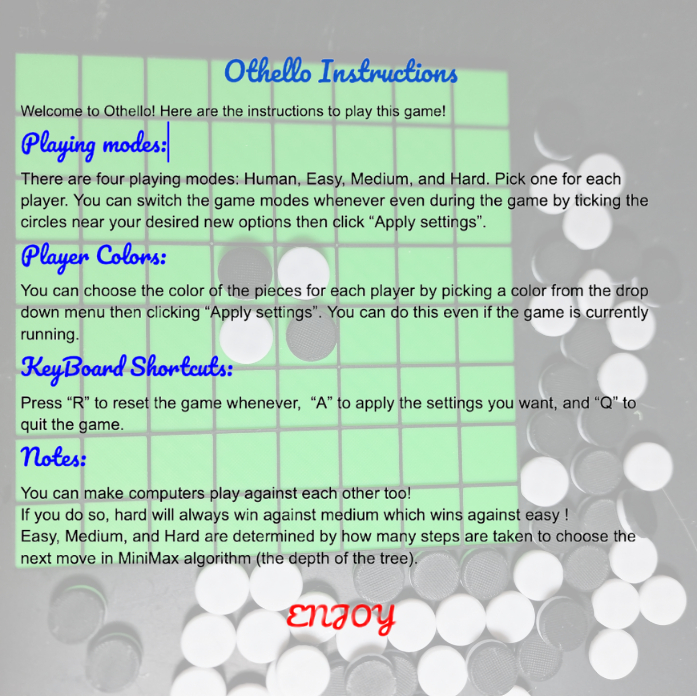 Othello Instructions
Welcome to Othello! Here are the instructions to play this game!
Playing modes:
There are four playing modes: Human, Easy, Medium, and Hard. Pick one for each
player. You can switch the game modes whenever even during the game by ticking the
circles near your desired new options then click “Apply settings”.
Player Colors:
You can choose the color of the pieces for each player by picking a color from the drop
down menu then clicking “Apply settings”. You can do this even if the game is currently
running.
KeyBoard Shortcuts:
Press “R” to reset the game whenever, “A” to apply the settings you want, and “Q” to
quit the game.
Notes:
You can make computers play against each other too!
If you do so, hard will always win against medium which wins against easy !
Easy, Medium, and Hard are determined by how many steps are taken to choose the
next move in MiniMax algorithm (the depth of the tree).
ENJOY